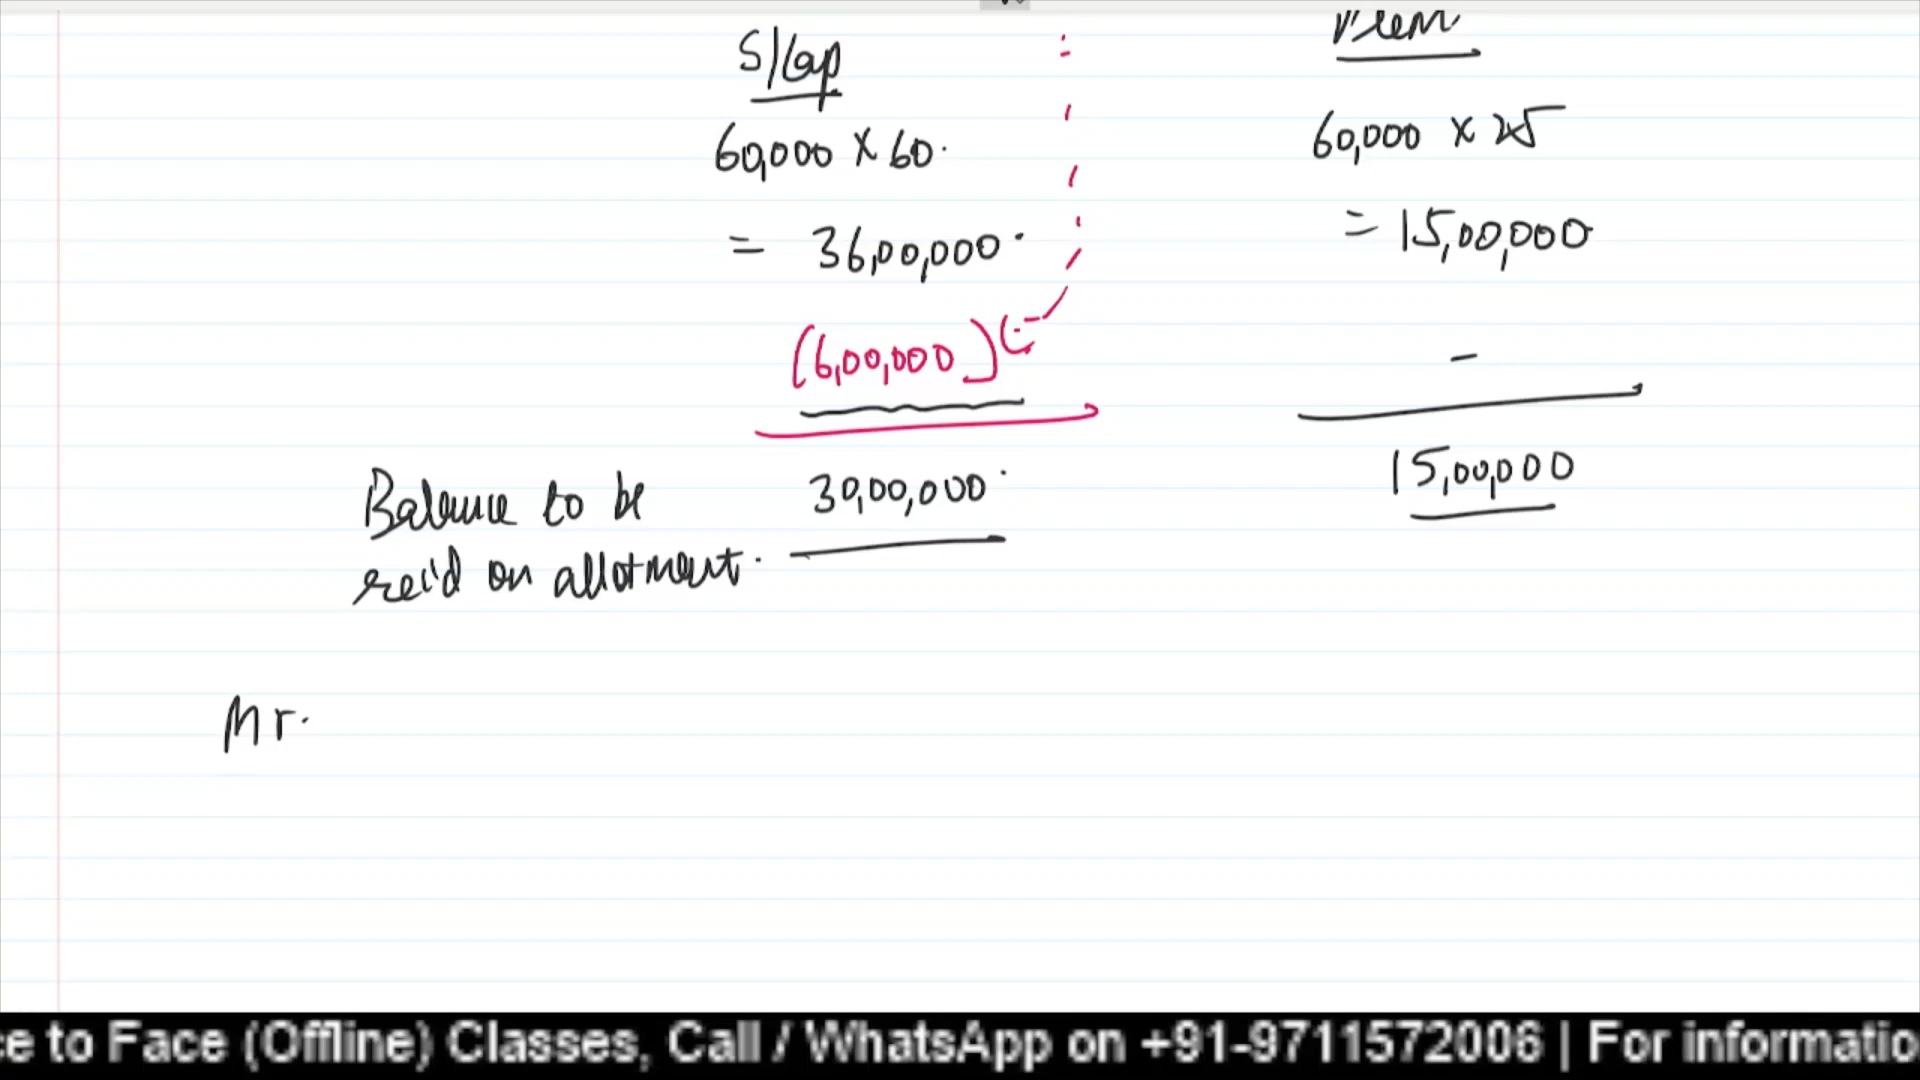 S/Cap
Prem
60,000 × 60.
60,000 × 25
= 36,00,000.
= 15,00,000
(6,00,000)
-
Balance to be
30,00,000.
15,00,000
rec'd on allotment.
Mr.
ce to Face (Offline) Classes, Call / WhatsApp on +91-9711572006 | For informatio